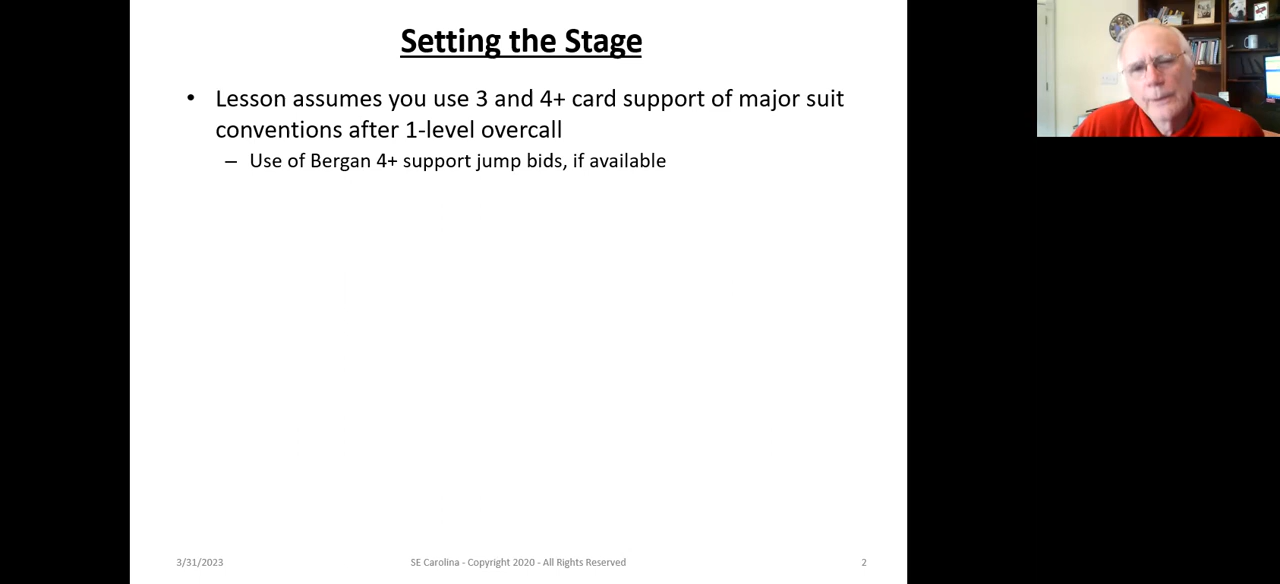 Setting the Stage
• Lesson assumes you use 3 and 4+ card support of major suit
conventions after 1-level overcall
– Use of Bergan 4+ support jump bids, if available
3/31/2023
SE Carolina - Copyright 2020 - All Rights Reserved
2